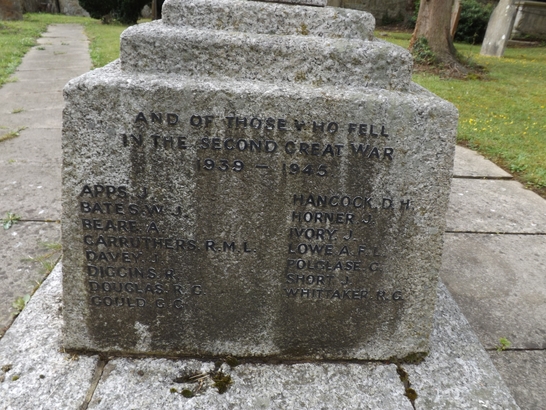 AND OF THOSE WHO FELL
IN THE SECOND GREAT WAR
1939 – 1945
APPS. J.
BATES. W. J.
BEARE. A.
CARRUTHERS. R. M. L.
DAVEY. J.
DIGGINS. R.
DOUGLAS. R. C.
GOULD. C. C.
HANCOCK. D. H.
HORNER. J.
IVORY. J.
LOWE. A. F. L.
POLGLASE. C.
SHORT. J.
WHITTAKER. R. G.